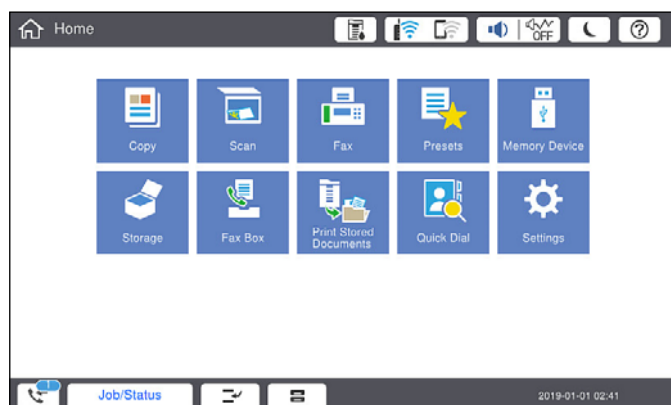 Home
OFF
Copy
Scan
Fax
Presets
Memory Device
Storage
Fax Box
Print Stored
Documents
Quick Dial
Settings
1
Job/Status
2019-01-01 02:41